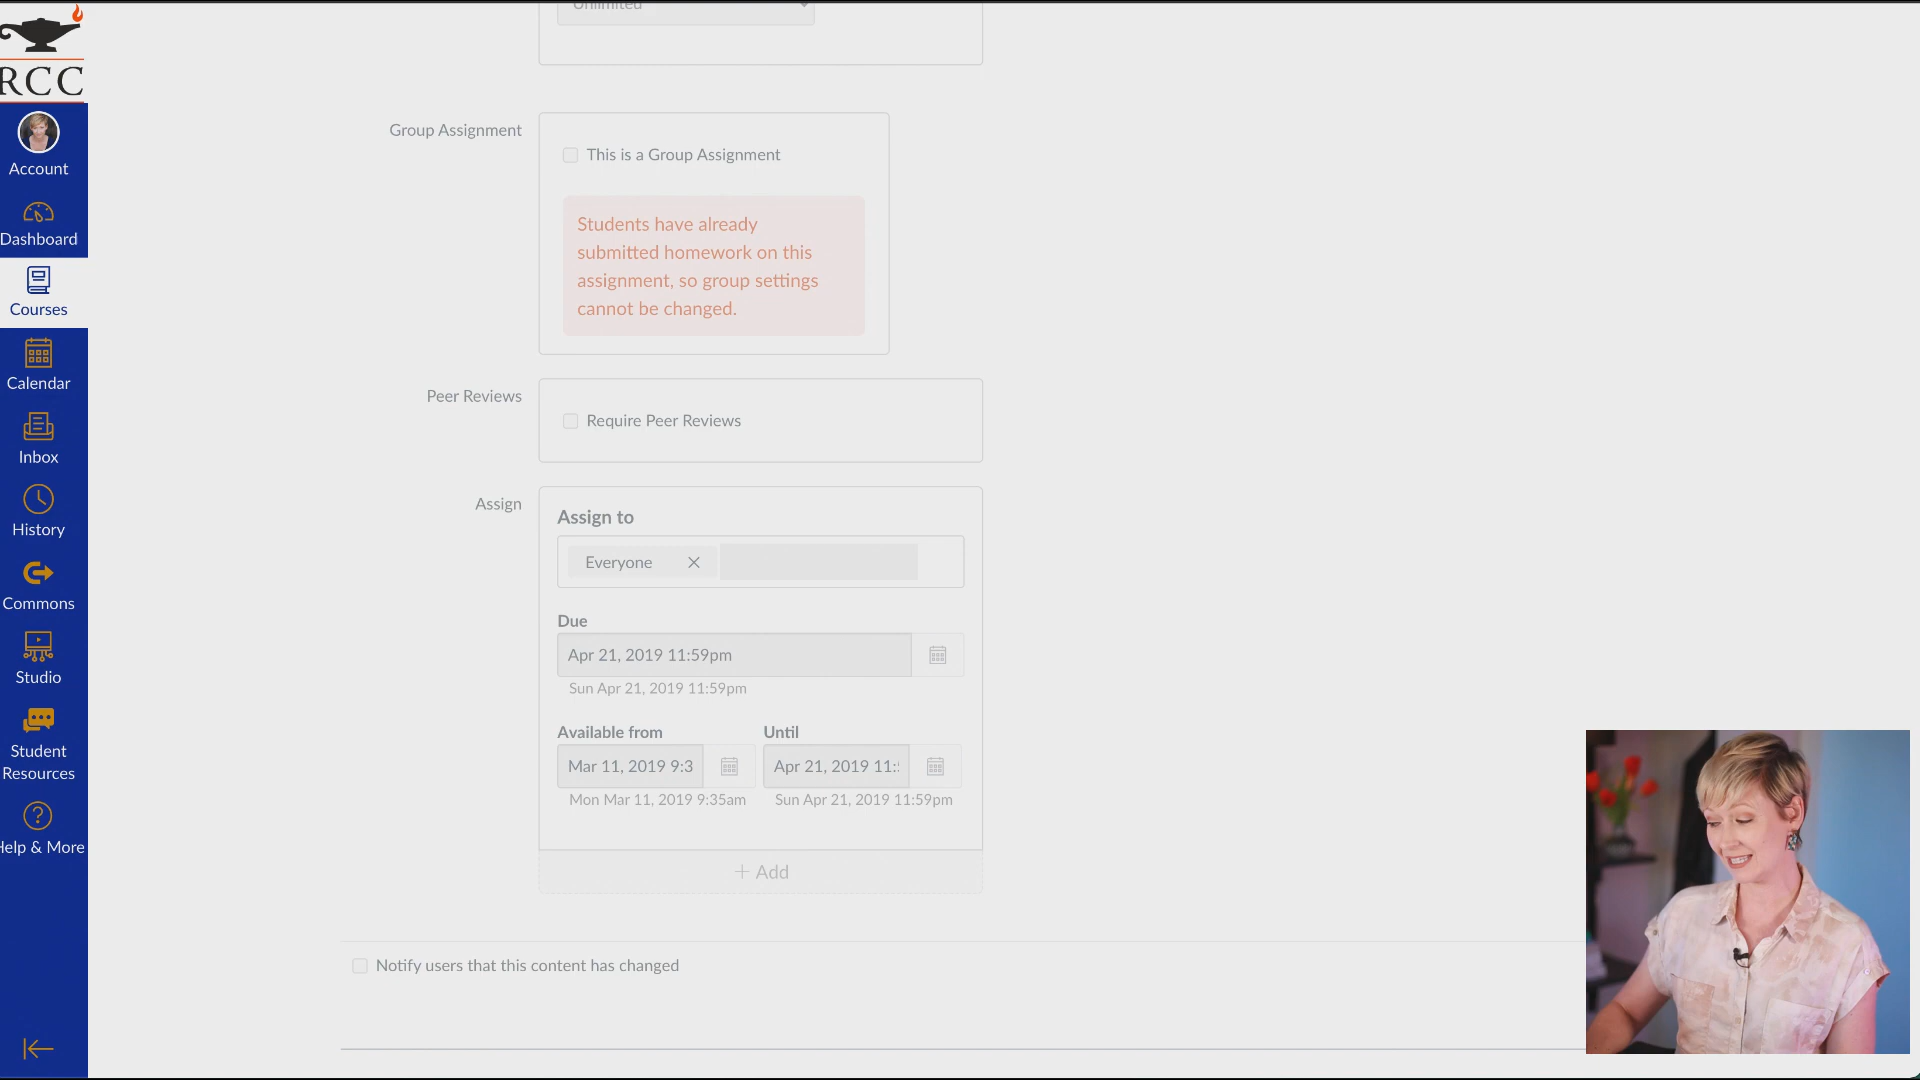 Unlimited
RCC
Account
Dashboard
Courses
Calendar
Inbox
History
Commons
Studio
Student
Resources
Help & More
Group Assignment
This is a Group Assignment
Students have already
submitted homework on this
assignment, so group settings
cannot be changed.
Peer Reviews
Require Peer Reviews
Assign
Assign to
Everyone
Due
Apr 21, 2019 11:59pm
Sun Apr 21, 2019 11:59pm
Available from
Until
Mar 11, 2019 9:3
Apr 21, 2019 11:
Mon Mar 11, 2019 9:35am
Sun Apr 21, 2019 11:59pm
+ Add
Notify users that this content has changed